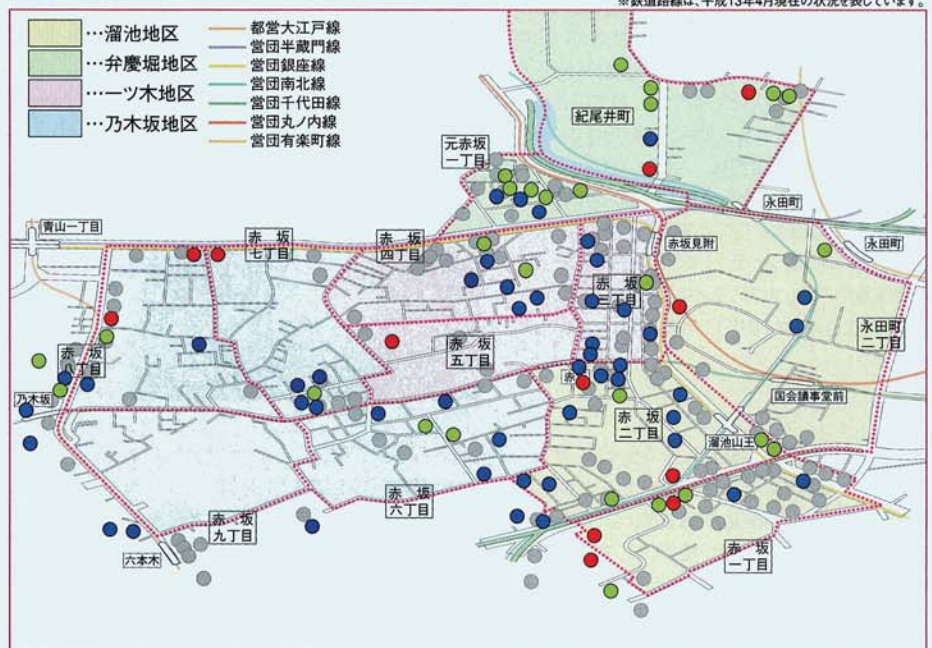 ※鉄道路線は、平成13年4月現在の状況を表しています。
…溜池地区
…弁慶堀地区
…一ツ木地区
…乃木坂地区
都営大江戸線
営団半蔵門線
営団銀座線
営団南北線
営団千代田線
営団丸ノ内線
営団有楽町線
紀尾井町
元赤坂
一丁目
永田町
青山一丁目
赤坂
七丁目
赤坂
四丁目
赤坂見附
永田町
赤坂
三丁目
永田町
二丁目
赤坂
五丁目
赤坂
八丁目
乃木坂
国会議事堂前
赤坂
二丁目
溜池山王
赤坂
六丁目
赤坂
九丁目
六本木
赤坂
一丁目